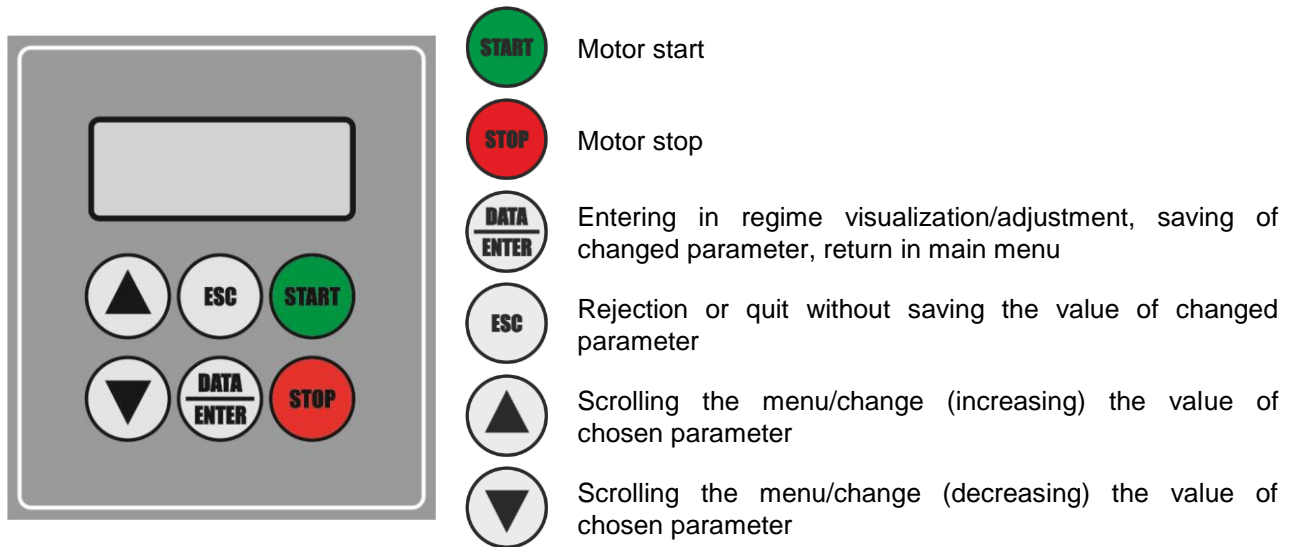 ESC
START
DATA
ENTER
STOP
START
Motor start
STOP
Motor stop
DATA
ENTER
Entering in regime visualization/adjustment, saving of
changed parameter, return in main menu
ESC
Rejection or quit without saving the value of changed
parameter
Scrolling the menu/change (increasing) the value of
chosen parameter
Scrolling the menu/change (decreasing) the value of
chosen parameter